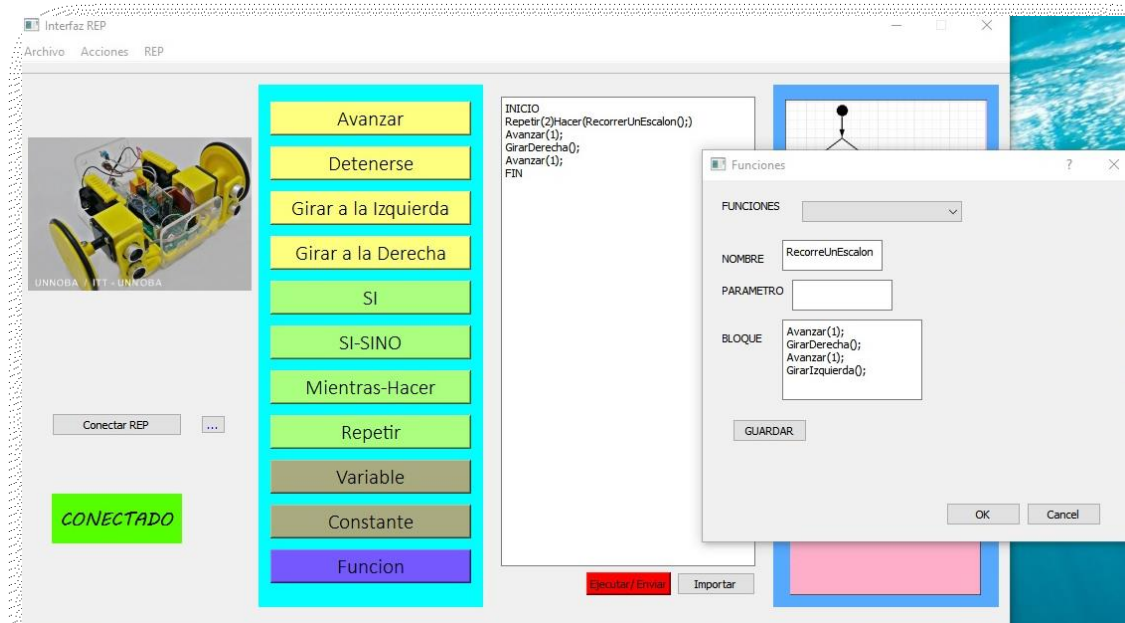 Interfaz REP
Archivo Acciones REP
UNNOBA / ITT - UNNOBA
Conectar REP ...
CONECTADO
Avanzar
Detenerse
Girar a la Izquierda
Girar a la Derecha
SI
SI-SINO
Mientras-Hacer
Repetir
Variable
Constante
Funcion
INICIO
Repetir(2)Hacer(RecorrerUnEscalon();)
Avanzar(1);
GirarDerecha();
Avanzar(1);
FIN
Ejecutar/Enviar Importar
Funciones ?
FUNCIONES
NOMBRE RecorreUnEscalon
PARAMETRO
BLOQUE
Avanzar(1);
GirarDerecha();
Avanzar(1);
GirarIzquierda();
GUARDAR
OK Cancel